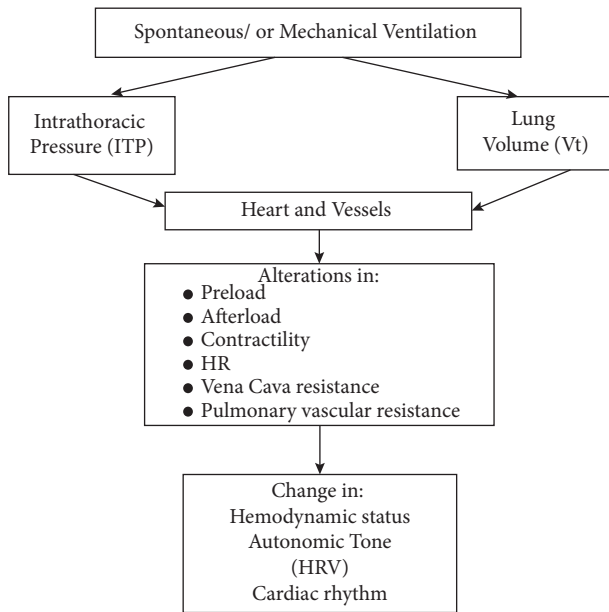 Spontaneous/ or Mechanical Ventilation
Intrathoracic
Pressure (ITP)
Lung
Volume (Vt)
Heart and Vessels
Alterations in:
● Preload
● Afterload
● Contractility
● HR
● Vena Cava resistance
● Pulmonary vascular resistance
Change in:
Hemodynamic status
Autonomic Tone
(HRV)
Cardiac rhythm